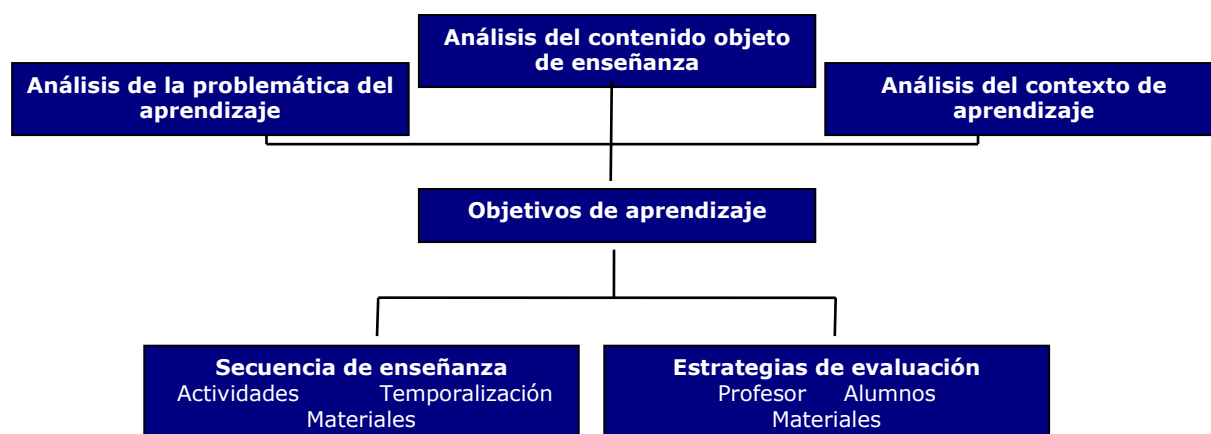 Análisis del contenido objeto
de enseñanza
Análisis de la problemática del
aprendizaje
Análisis del contexto de
aprendizaje
Objetivos de aprendizaje
Secuencia de enseñanza
Actividades Temporalización
Materiales
Estrategias de evaluación
Profesor Alumnos
Materiales